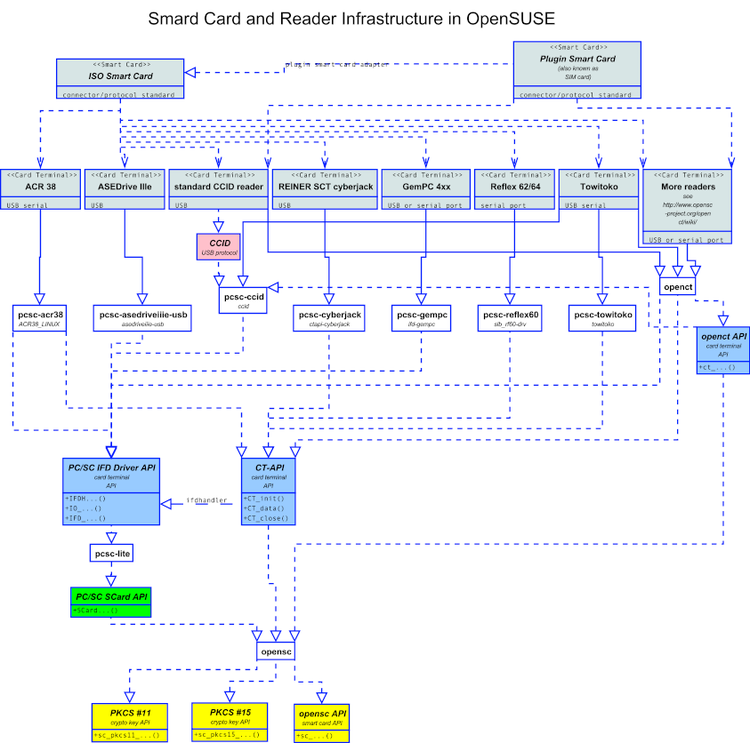 Smard Card and Reader Infrastructure in OpenSUSE
<<Smart Card>>
ISO Smart Card
connector/protocol standard
plugin smart card adapter
<<Smart Card>>
Plugin Smart Card
(also known as
SIM card)
connector/protocol standard
<<Card Terminal>>
ACR 38
USB serial
<<Card Terminal>>
ASEDrive IIIe
USB
<<Card Terminal>>
standard CCID reader
USB
<<Card Terminal>>
REINER SCT cyberjack
USB
<<Card Terminal>>
GemPC 4xx
USB or serial port
<<Card Terminal>>
Reflex 62/64
serial port
<<Card Terminal>>
Towitoko
USB
<<Card Terminal>>
More readers
see
http://www.opensc
-project.org/open
ct/wiki/
USB or serial port
CCID
USB protocol
openct
pcsc-acr38
ACR38_LINUX
pcsc-asedriveiiie-usb
asedriveiiie-usb
pcsc-ccid
ccid
pcsc-cyberjack
ctapi-cyberjack
pcsc-gempc
ifd-gempc
pcsc-reflex60
slb_rf60-drv
pcsc-towitoko
towitoko
openct API
card terminal
API
+ct_...()
PC/SC IFD Driver API
card terminal
API
+IFDH...()
+IO_...()
+IFD_...()
ifdhandler
CT-API
card terminal
API
+CT_init()
+CT_data()
+CT_close()
pcsc-lite
PC/SC SCard API
+SCard...()
opensc
PKCS #11
crypto key API
+sc_pkcs11_...()
PKCS #15
crypto key API
+sc_pkcs15_...()
opensc API
smart card API
+sc_...()